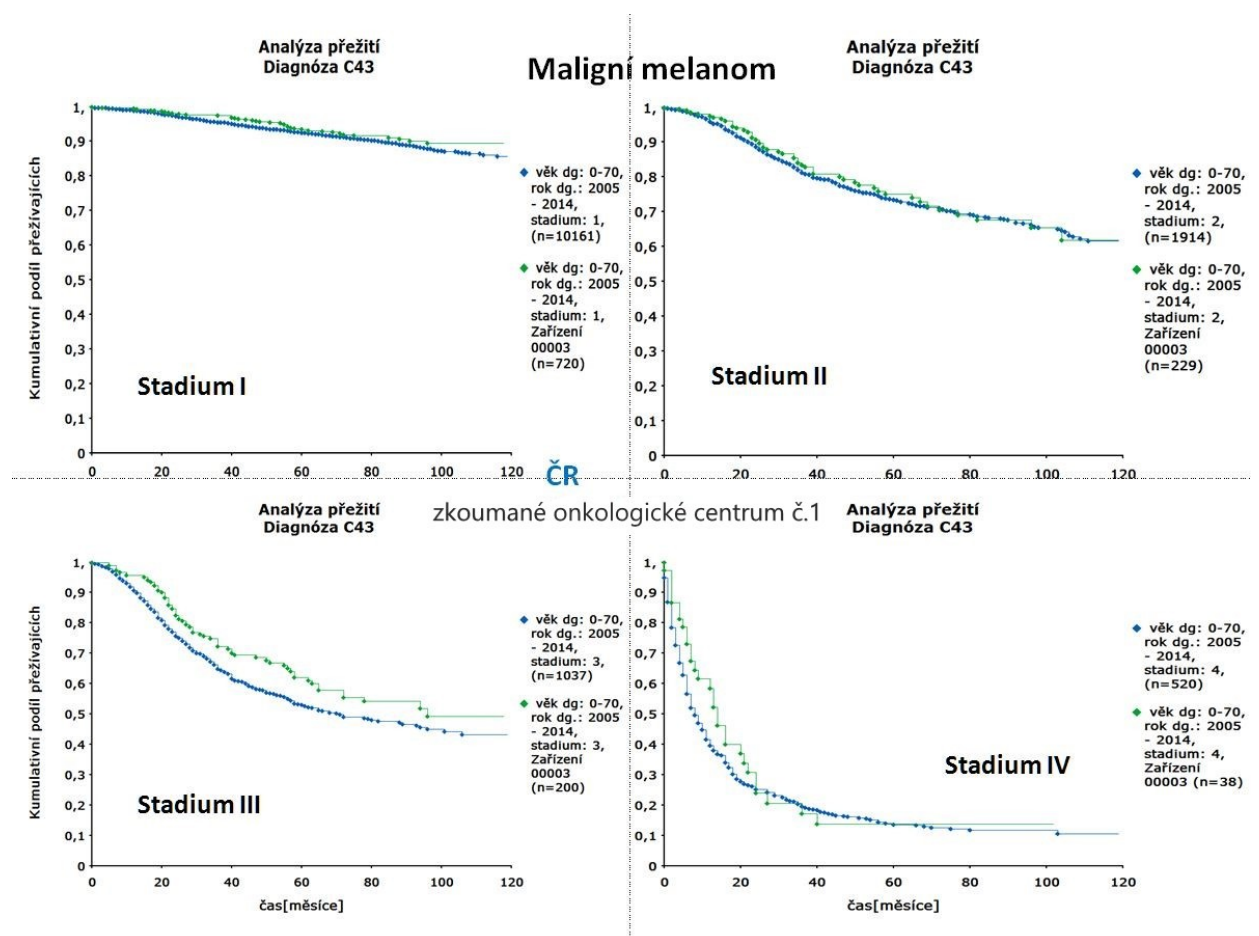 Maligní melanom
Analýza přežití
Diagnóza C43
Kumulativní podíl přežívajících
1,
0,9
0,8
0,7
0,6
0,5
0,4
0,3
0,2
0,1
0
0 20 40 60 80 100 120
Stadium I
věk dg: 0-70,
rok dg.: 2005
- 2014,
stadium: 1,
(n=10161)
věk dg: 0-70,
rok dg.: 2005
- 2014,
stadium: 1,
Zařízení
00003
(n=720)
Analýza přežití
Diagnóza C43
1,
0,9
0,8
0,7
0,6
0,5
0,4
0,3
0,2
0,1
0
0 20 40 60 80 100 120
Stadium II
věk dg: 0-70,
rok dg.: 2005
- 2014,
stadium: 2,
(n=1914)
věk dg: 0-70,
rok dg.: 2005
- 2014,
stadium: 2,
Zařízení
00003
(n=229)
ČR
zkoumané onkologické centrum č.1
Analýza přežití
Diagnóza C43
Kumulativní podíl přežívajících
1,
0,9
0,8
0,7
0,6
0,5
0,4
0,3
0,2
0,1
0
0 20 40 60 80 100 120
čas[měsíce]
Stadium III
věk dg: 0-70,
rok dg.: 2005
- 2014,
stadium: 3,
(n=1037)
věk dg: 0-70,
rok dg.: 2005
- 2014,
stadium: 3,
Zařízení
00003
(n=200)
Analýza přežití
Diagnóza C43
1,
0,9
0,8
0,7
0,6
0,5
0,4
0,3
0,2
0,1
0
0 20 40 60 80 100 120
čas[měsíce]
Stadium IV
věk dg: 0-70,
rok dg.: 2005
- 2014,
stadium: 4,
(n=520)
věk dg: 0-70,
rok dg.: 2005
- 2014,
stadium: 4,
Zařízení
00003 (n=38)